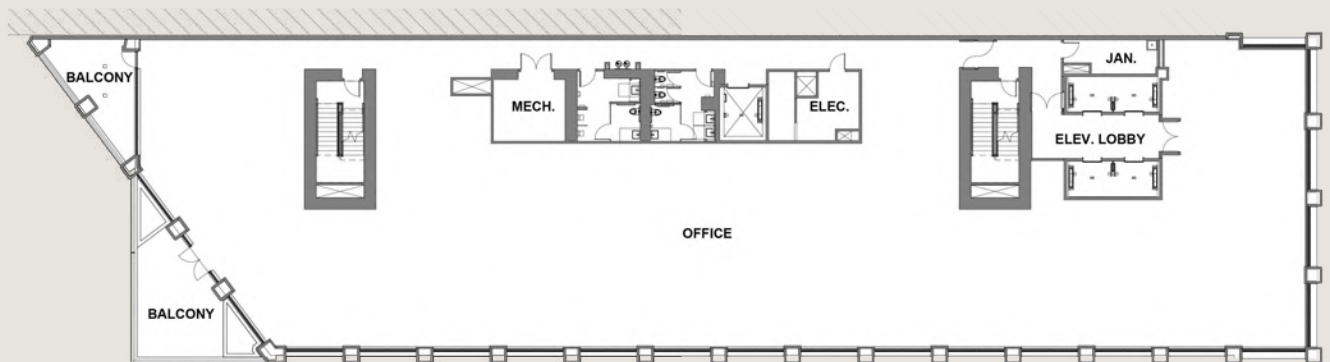 BALCONY
JAN.
MECH.
ELEC.
ELEV. LOBBY
OFFICE
BALCONY